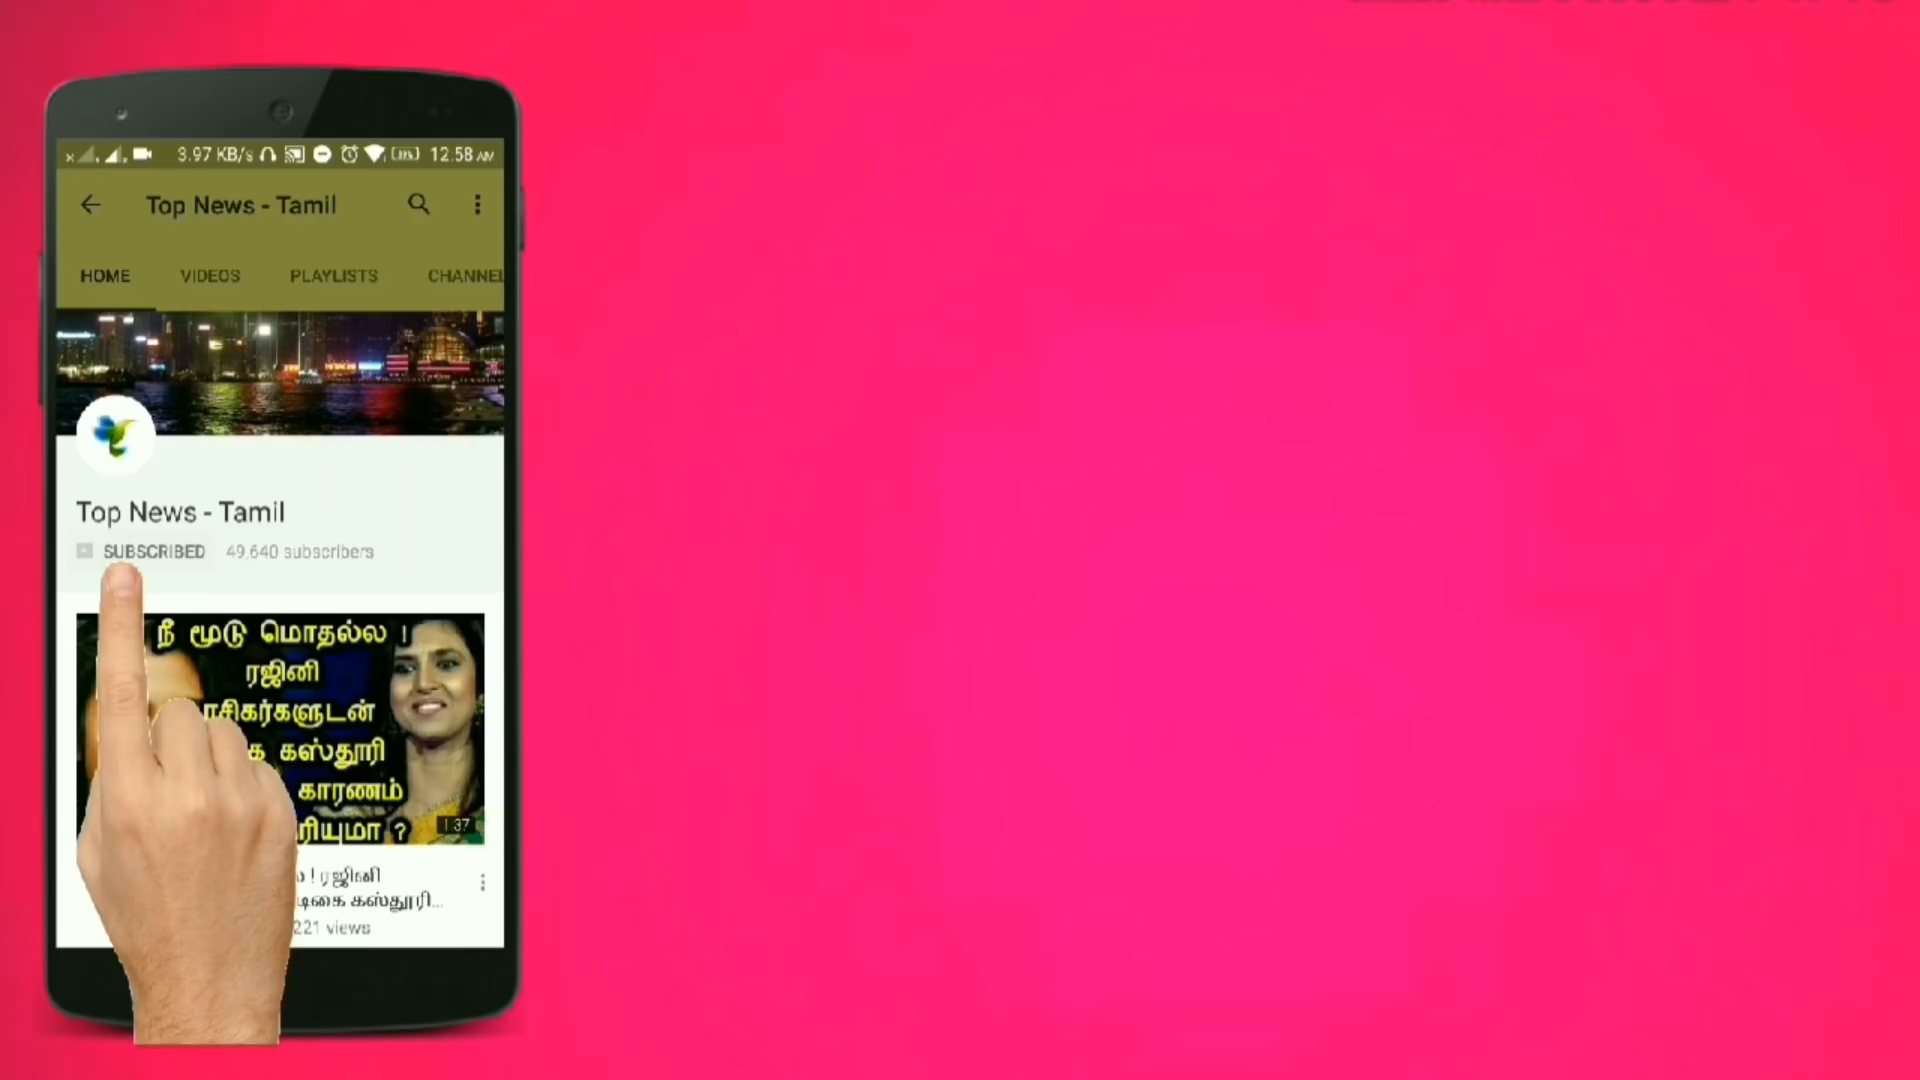 3.97 KB/s 12.58 AM
Top News - Tamil
HOME VIDEOS PLAYLISTS CHANNEL
Top News - Tamil
SUBSCRIBED 49,640 subscribers
நீ மூடு மொதல்ல !
ரஜினி
ரசிகர்களுடன்
கஸ்தூரி
காரணம்
ரியுமா ?
1:37
! ரஜினி
டிகை கஸ்தூரி...
221 views